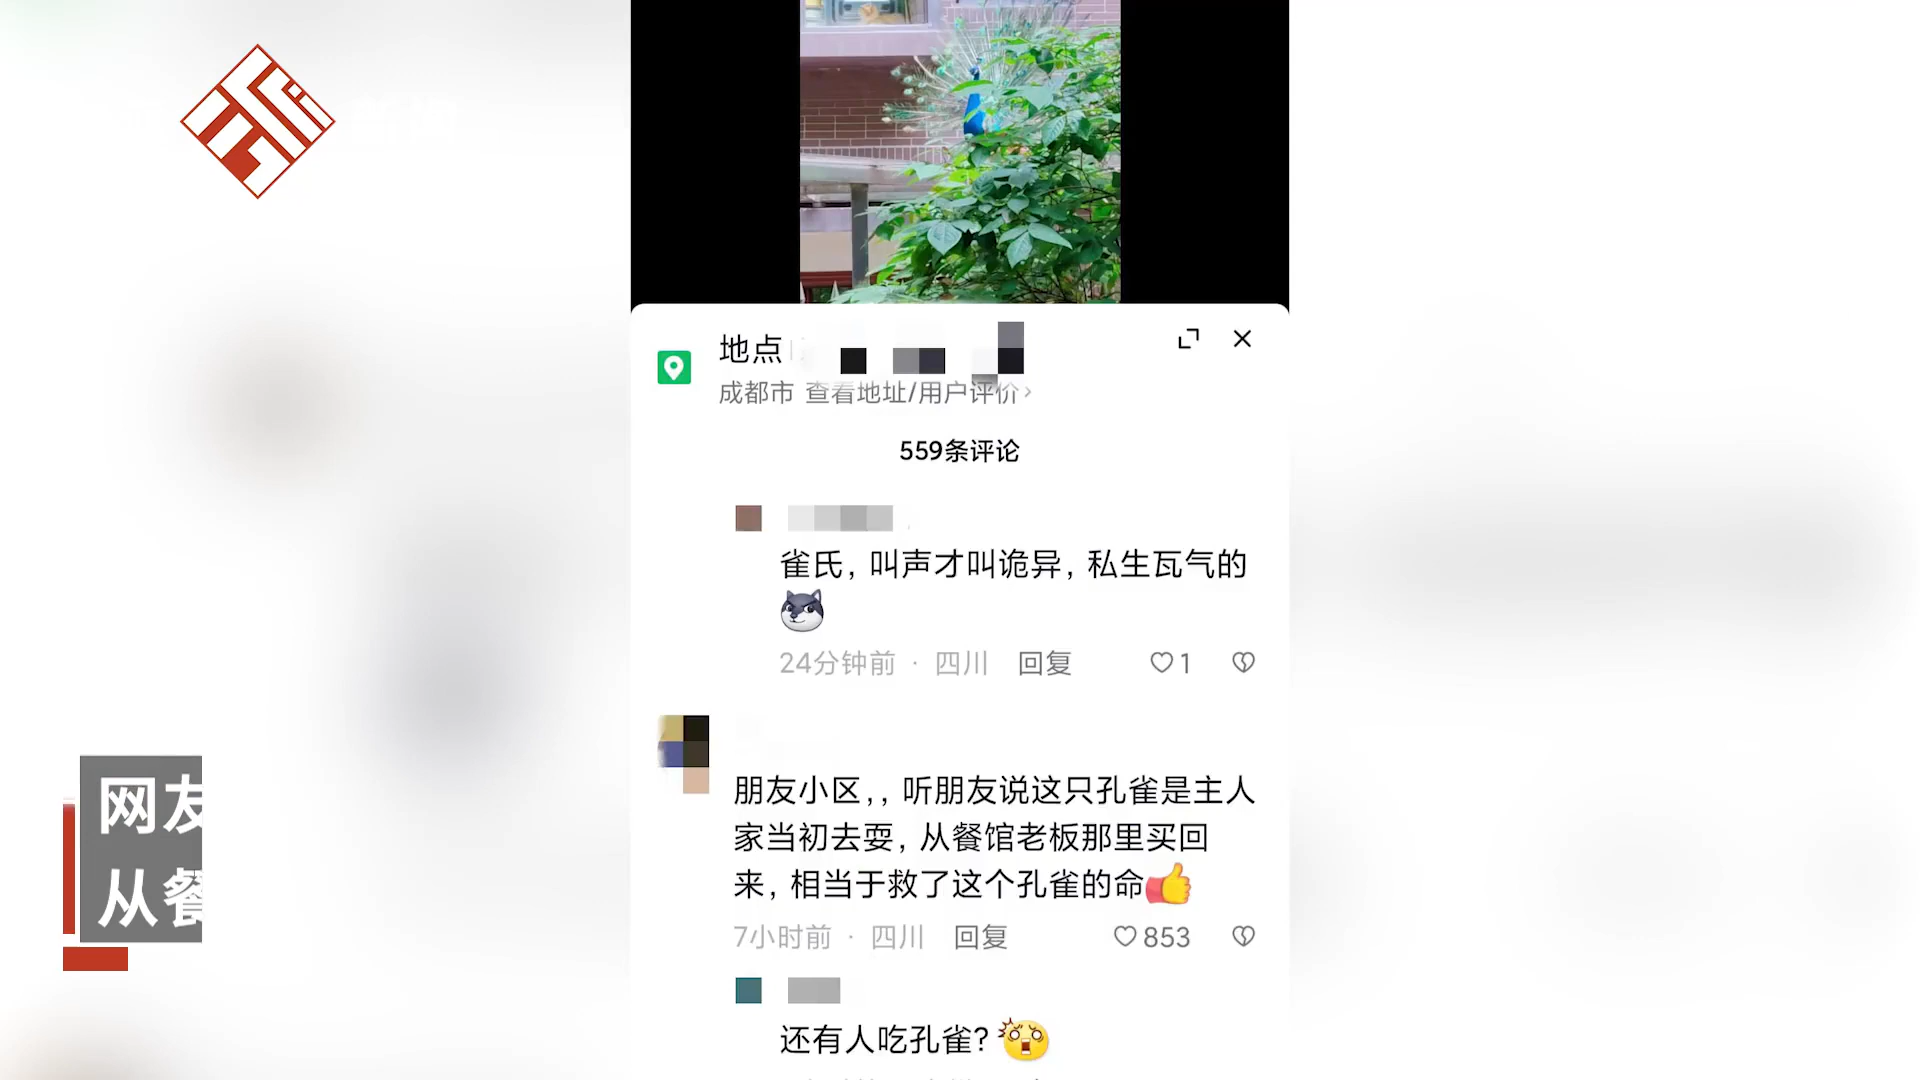 地点
成都市 查看地址/用户评价
559条评论
雀氏，叫声才叫诡异，私生瓦气的
24分钟前 · 四川 回复 1
朋友小区，，听朋友说这只孔雀是主人
家当初去耍，从餐馆老板那里买回
来，相当于救了这个孔雀的命
7小时前 · 四川 回复 853
还有人吃孔雀？
网友
从餐